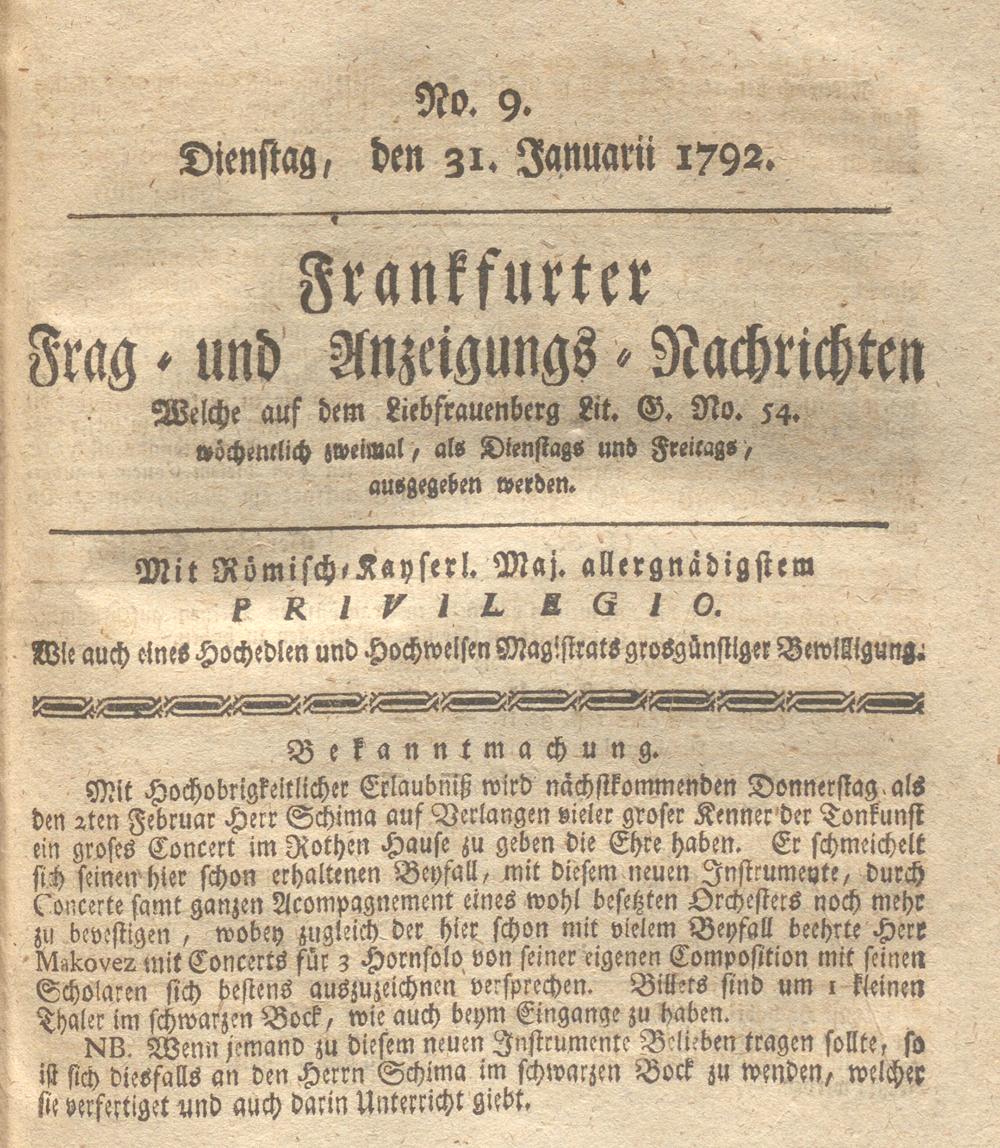 No. 9.
Dienstag, den 31. Januarii 1792.
Frankfurter
Frag- und Anzeigungs-Nachrichten
Welche auf dem Liebfrauenberg Lit. G. No. 54.
wöchentlich zweimal, als Dienstags und Freitags,
ausgegeben werden.
Mit Römisch-Kayserl. Maj. allergnädigstem
PRIVILEGIO.
Wie auch eines Hochedlen und Hochweisen Magistrats grosgünstiger Bewilligung.
Bekanntmachung.
Mit Hochobrigkeitlicher Erlaubniß wird nächstkommenden Donnerstag als
den 2ten Februar Herr Schima auf Verlangen vieler groser Kenner der Tonkunst
ein groses Concert im Rothen Hause zu geben die Ehre haben. Er schmeichelt
sich seinen hier schon erhaltenen Beyfall, mit diesem neuen Instrumente, durch
Concerte samt ganzen Acompagnement eines wohl besetzten Orchesters noch mehr
zu bevestigen, wobey zugleich der hier schon mit vielem Beyfall beehrte Herr
Makovez mit Concerts für 3 Hornsolo von seiner eigenen Composition mit seinen
Scholaren sich bestens auszuzeichnen versprechen. Billets sind um 1 kleinen
Thaler im schwarzen Bock, wie auch beym Eingange zu haben.
NB. Wenn jemand zu diesem neuen Instrumente Belieben tragen sollte, so
ist sich diesfalls an den Herrn Schima im schwarzen Bock zu wenden, welcher
sie verfertiget und auch darin Unterricht giebt.